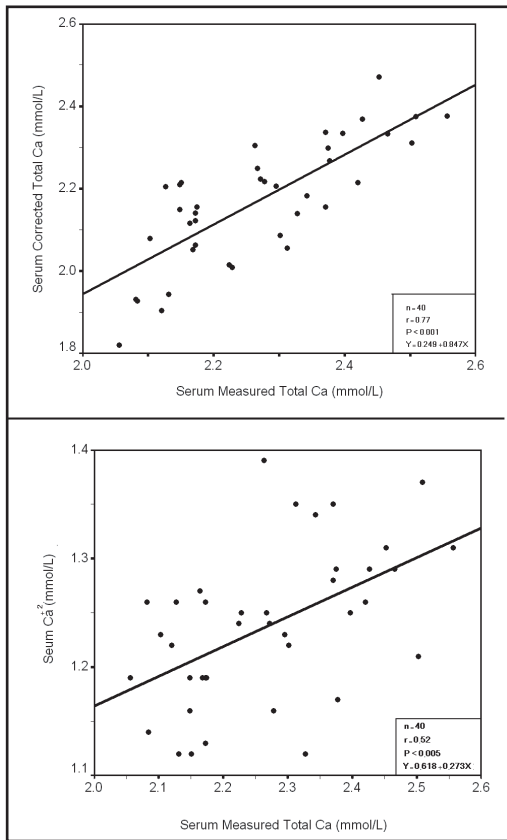 2.6
2.4
2.2
2.0
1.8
Serum Corrected Total Ca (mmol/L)
n=40
r=0.77
P<0.001
Y=0.249+0.847X
2.0 2.2 2.4 2.6
Serum Measured Total Ca (mmol/L)
1.4
1.3
1.2
1.1
Seum Ca+2 (mmol/L)
n=40
r=0.52
P<0.005
Y=0.618+0.273X
2.0 2.1 2.2 2.3 2.4 2.5 2.6
Serum Measured Total Ca (mmol/L)